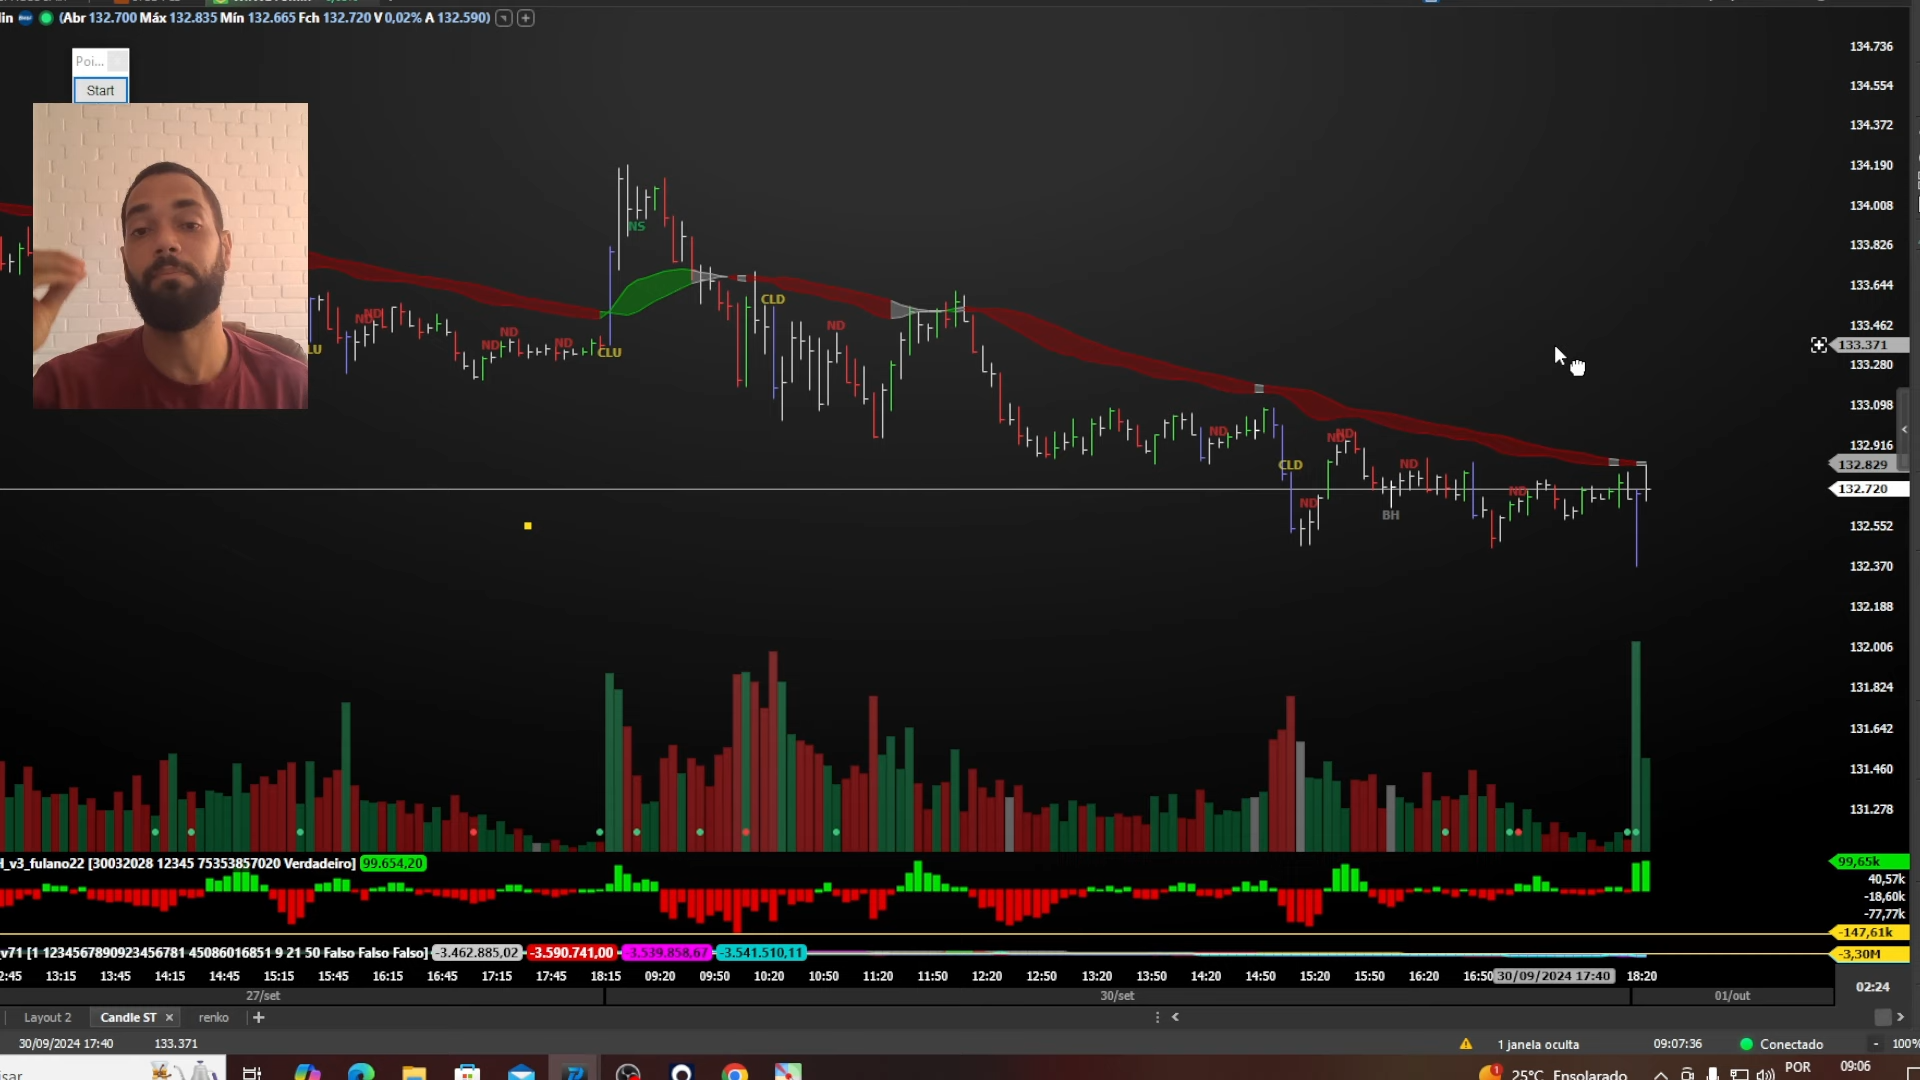 (Abr 132.700 Máx 132.835 Mín 132.665 Fch 132.720 V 0,02% A 132.590)
Poi...
Start
134.736
134.554
134.372
134.190
134.008
133.826
133.644
133.462
133.371
133.280
133.098
132.916
132.829
132.720
132.552
132.370
132.188
132.006
131.824
131.642
131.460
131.278
NS
CLD
ND
ND
ND
ND
ND
ND
LU
CLU
ND
ND
ND
CLD
ND
ND
ND
BH
_v3_fulano22 [30032028 12345 75353857020 Verdadeiro] 99.654,20
99,65k
40,57k
-18,60k
-77,77k
-147,61k
v71 [1 1234567890923456781 45086016851 9 21 50 Falso Falso Falso] -3.462.885,02 -3.590.741,00 -3.539.858,67 -3.541.510,11
-3,30M
2:45 13:15 13:45 14:15 14:45 15:15 15:45 16:15 16:45 17:15 17:45 18:15 09:20 09:50 10:20 10:50 11:20 11:50 12:20 12:50 13:20 13:50 14:20 14:50 15:20 15:50 16:20 16:50 30/09/2024 17:40 18:20
02:24
27/set 30/set 01/out
Layout 2 Candle ST × renko +
30/09/2024 17:40 133.371 1 janela oculta 09:07:36 Conectado - 100%
isar 1 25°C Ensolarado POR 09:06